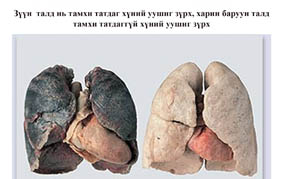 Зүүн талд нь тамхи татдаг хүний уушиг зүрх, харин баруун талд
тамхи татдаггүй хүний уушиг зүрх